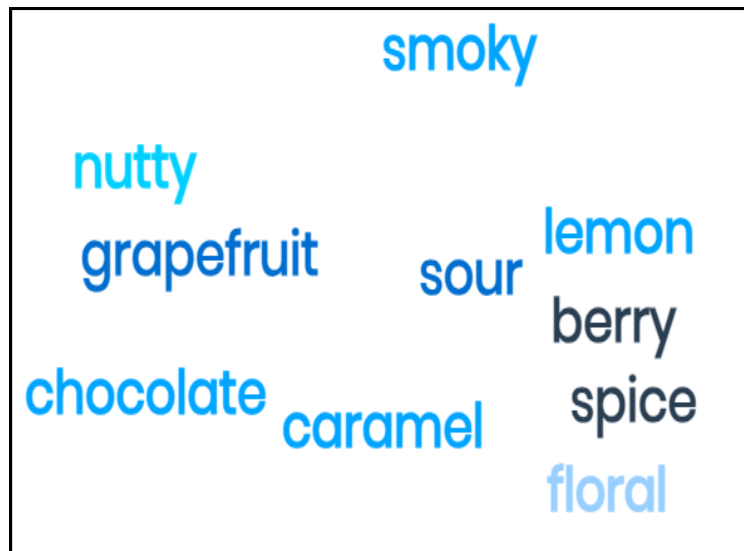 smoky
nutty
lemon
grapefruit
sour
berry
chocolate
spice
caramel
floral